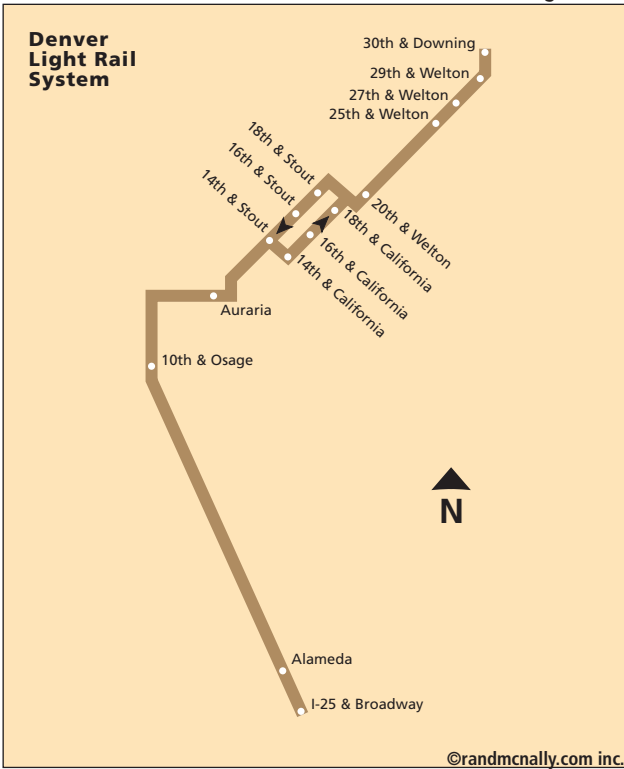 Denver
Light Rail
System
30th & Downing
29th & Welton
27th & Welton
25th & Welton
18th & Stout
16th & Stout
14th & Stout
20th & Welton
18th & California
16th & California
14th & California
Auraria
10th & Osage
N
Alameda
I-25 & Broadway
©randmcnally.com inc.